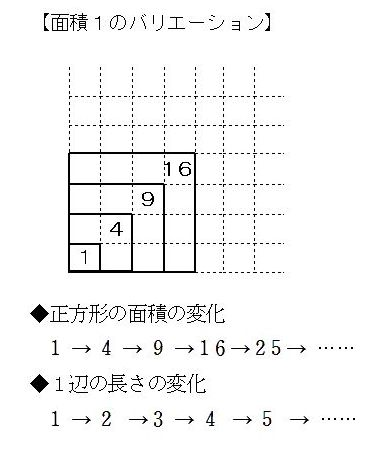 【面積１のバリエーション】
16
9
4
1
◆正方形の面積の変化
1 → 4 → 9 →16→25→ ……
◆１辺の長さの変化
1 → 2 →3 → 4 → 5 → ……